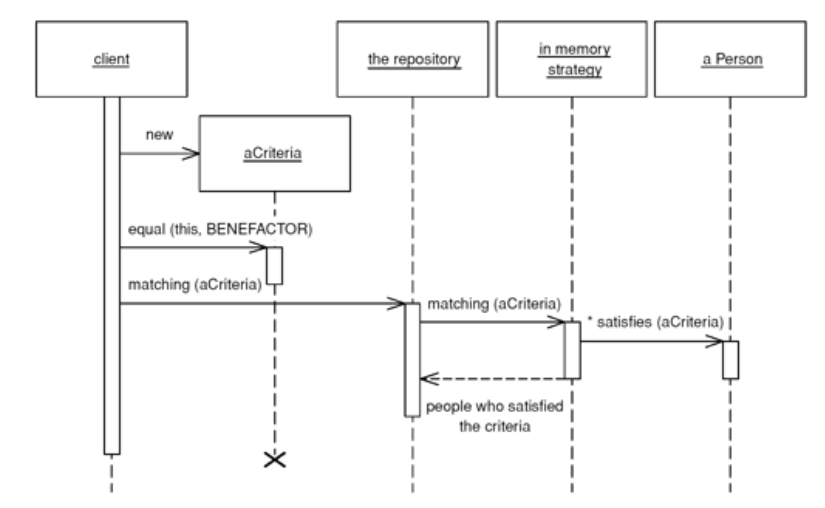 client
the repository
in memory
strategy
a Person
new
aCriteria
equal (this, BENEFACTOR)
matching (aCriteria)
matching (aCriteria)
* satisfies (aCriteria)
people who satisfied
the criteria